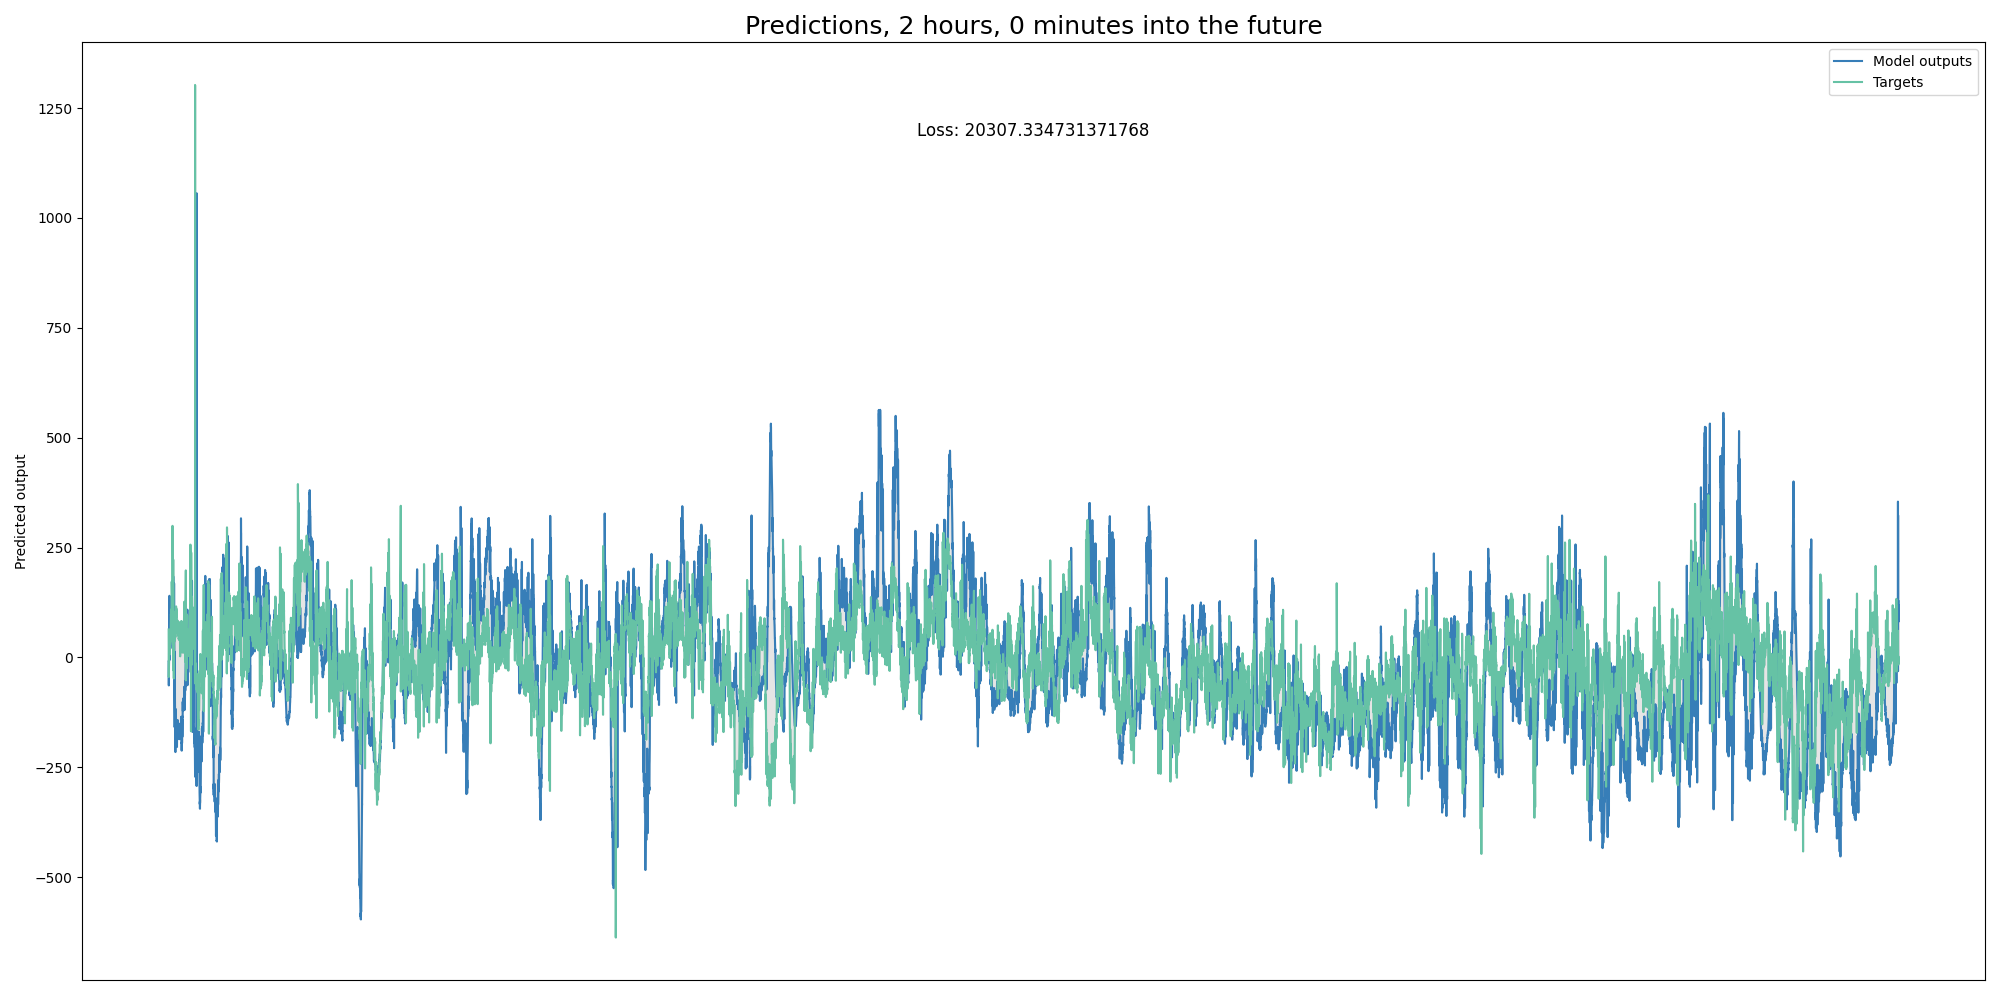 Predictions, 2 hours, 0 minutes into the future
Model outputs
Targets
Loss: 20307.334731371768
Predicted output
1250
1000
750
500
250
0
−250
−500